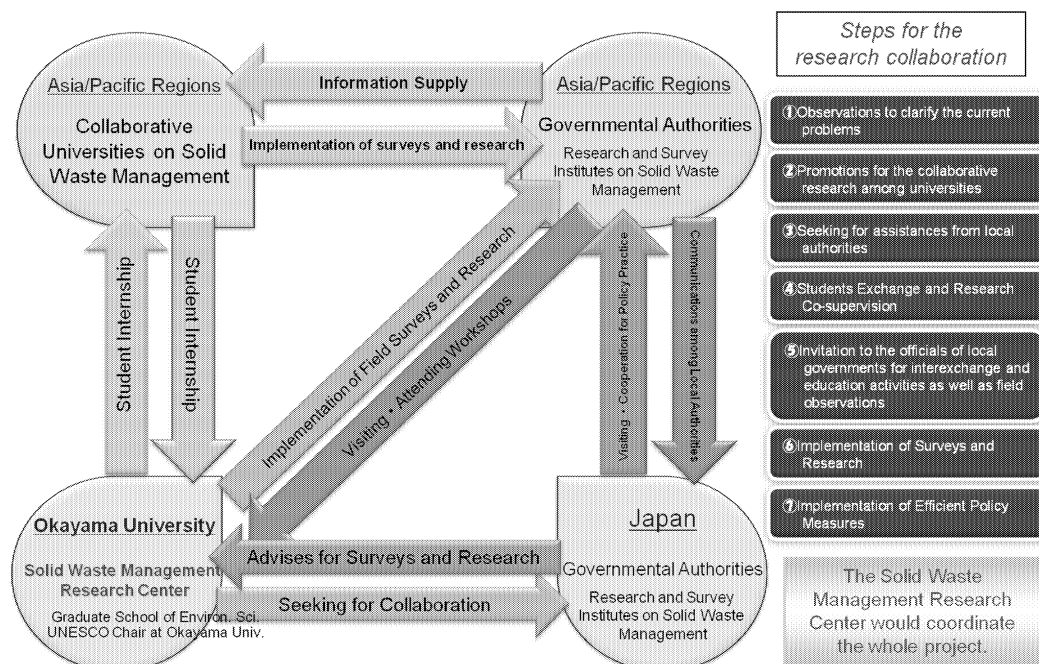 Asia/Pacific Regions
Collaborative
Universities on Solid
Waste Management
Information Supply
Implementation of surveys and research
Asia/Pacific Regions
Governmental Authorities
Research and Survey
Institutes on Solid Waste
Management
Student Internship
Student Internship
Implementation of Field Surveys and Research
Visiting・Attending Workshops
Visiting・Cooperation for Policy Practice
Communications among Local Authorities
Okayama University
Solid Waste Management
Research Center
Graduate School of Environ. Sci.
UNESCO Chair at Okayama Univ.
Advises for Surveys and Research
Seeking for Collaboration
Japan
Governmental Authorities
Research and Survey
Institutes on Solid Waste
Management
Steps for the
research collaboration
①Observations to clarify the current
problems
②Promotions for the collaborative
research among universities
③Seeking for assistances from local
authorities
④Students Exchange and Research
Co-supervision
⑤Invitation to the officials of local
governments for interexchange and
education activities as well as field
observations
⑥Implementation of Surveys and
Research
⑦Implementation of Efficient Policy
Measures
The Solid Waste
Management Research
Center would coordinate
the whole project.